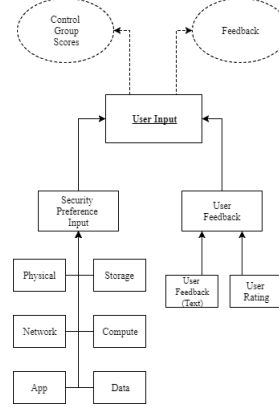 Control
Group
Scores
Feedback
User Input
Security
Preference
Input
User
Feedback
Physical
Storage
User
Feedback
(Text)
User
Rating
Network
Compute
App
Data